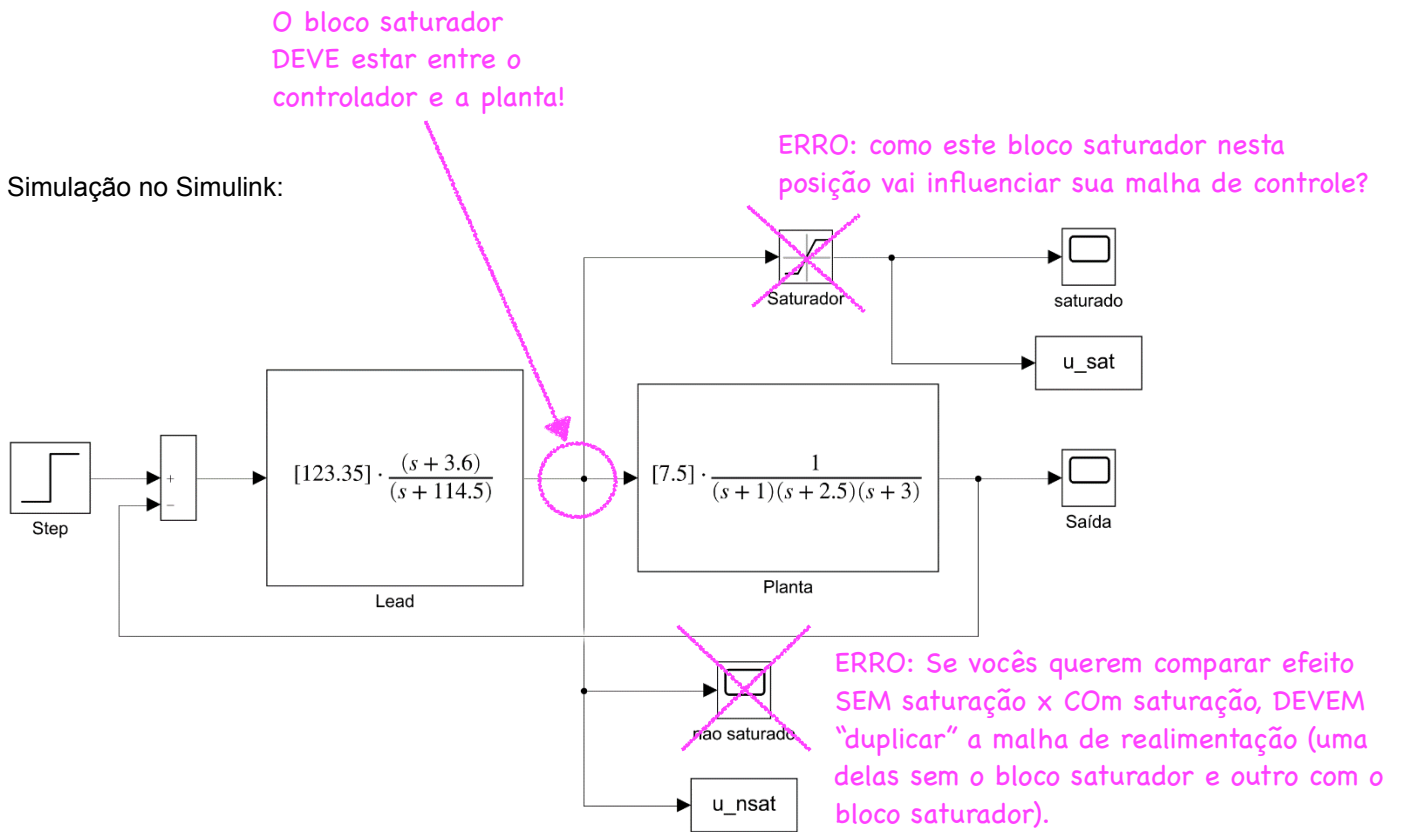 O bloco saturador
DEVE estar entre o
controlador e a planta!
ERRO: como este bloco saturador nesta
posição vai influenciar sua malha de controle?
Simulação no Simulink:
Saturador
saturado
u_sat
Step
+
−
[123.35] · (s + 3.6) / (s + 114.5)
Lead
[7.5] · 1 / (s + 1)(s + 2.5)(s + 3)
Planta
Saída
não saturado
u_nsat
ERRO: Se vocês querem comparar efeito
SEM saturação x COm saturação, DEVEM
“duplicar” a malha de realimentação (uma
delas sem o bloco saturador e outro com o
bloco saturador).